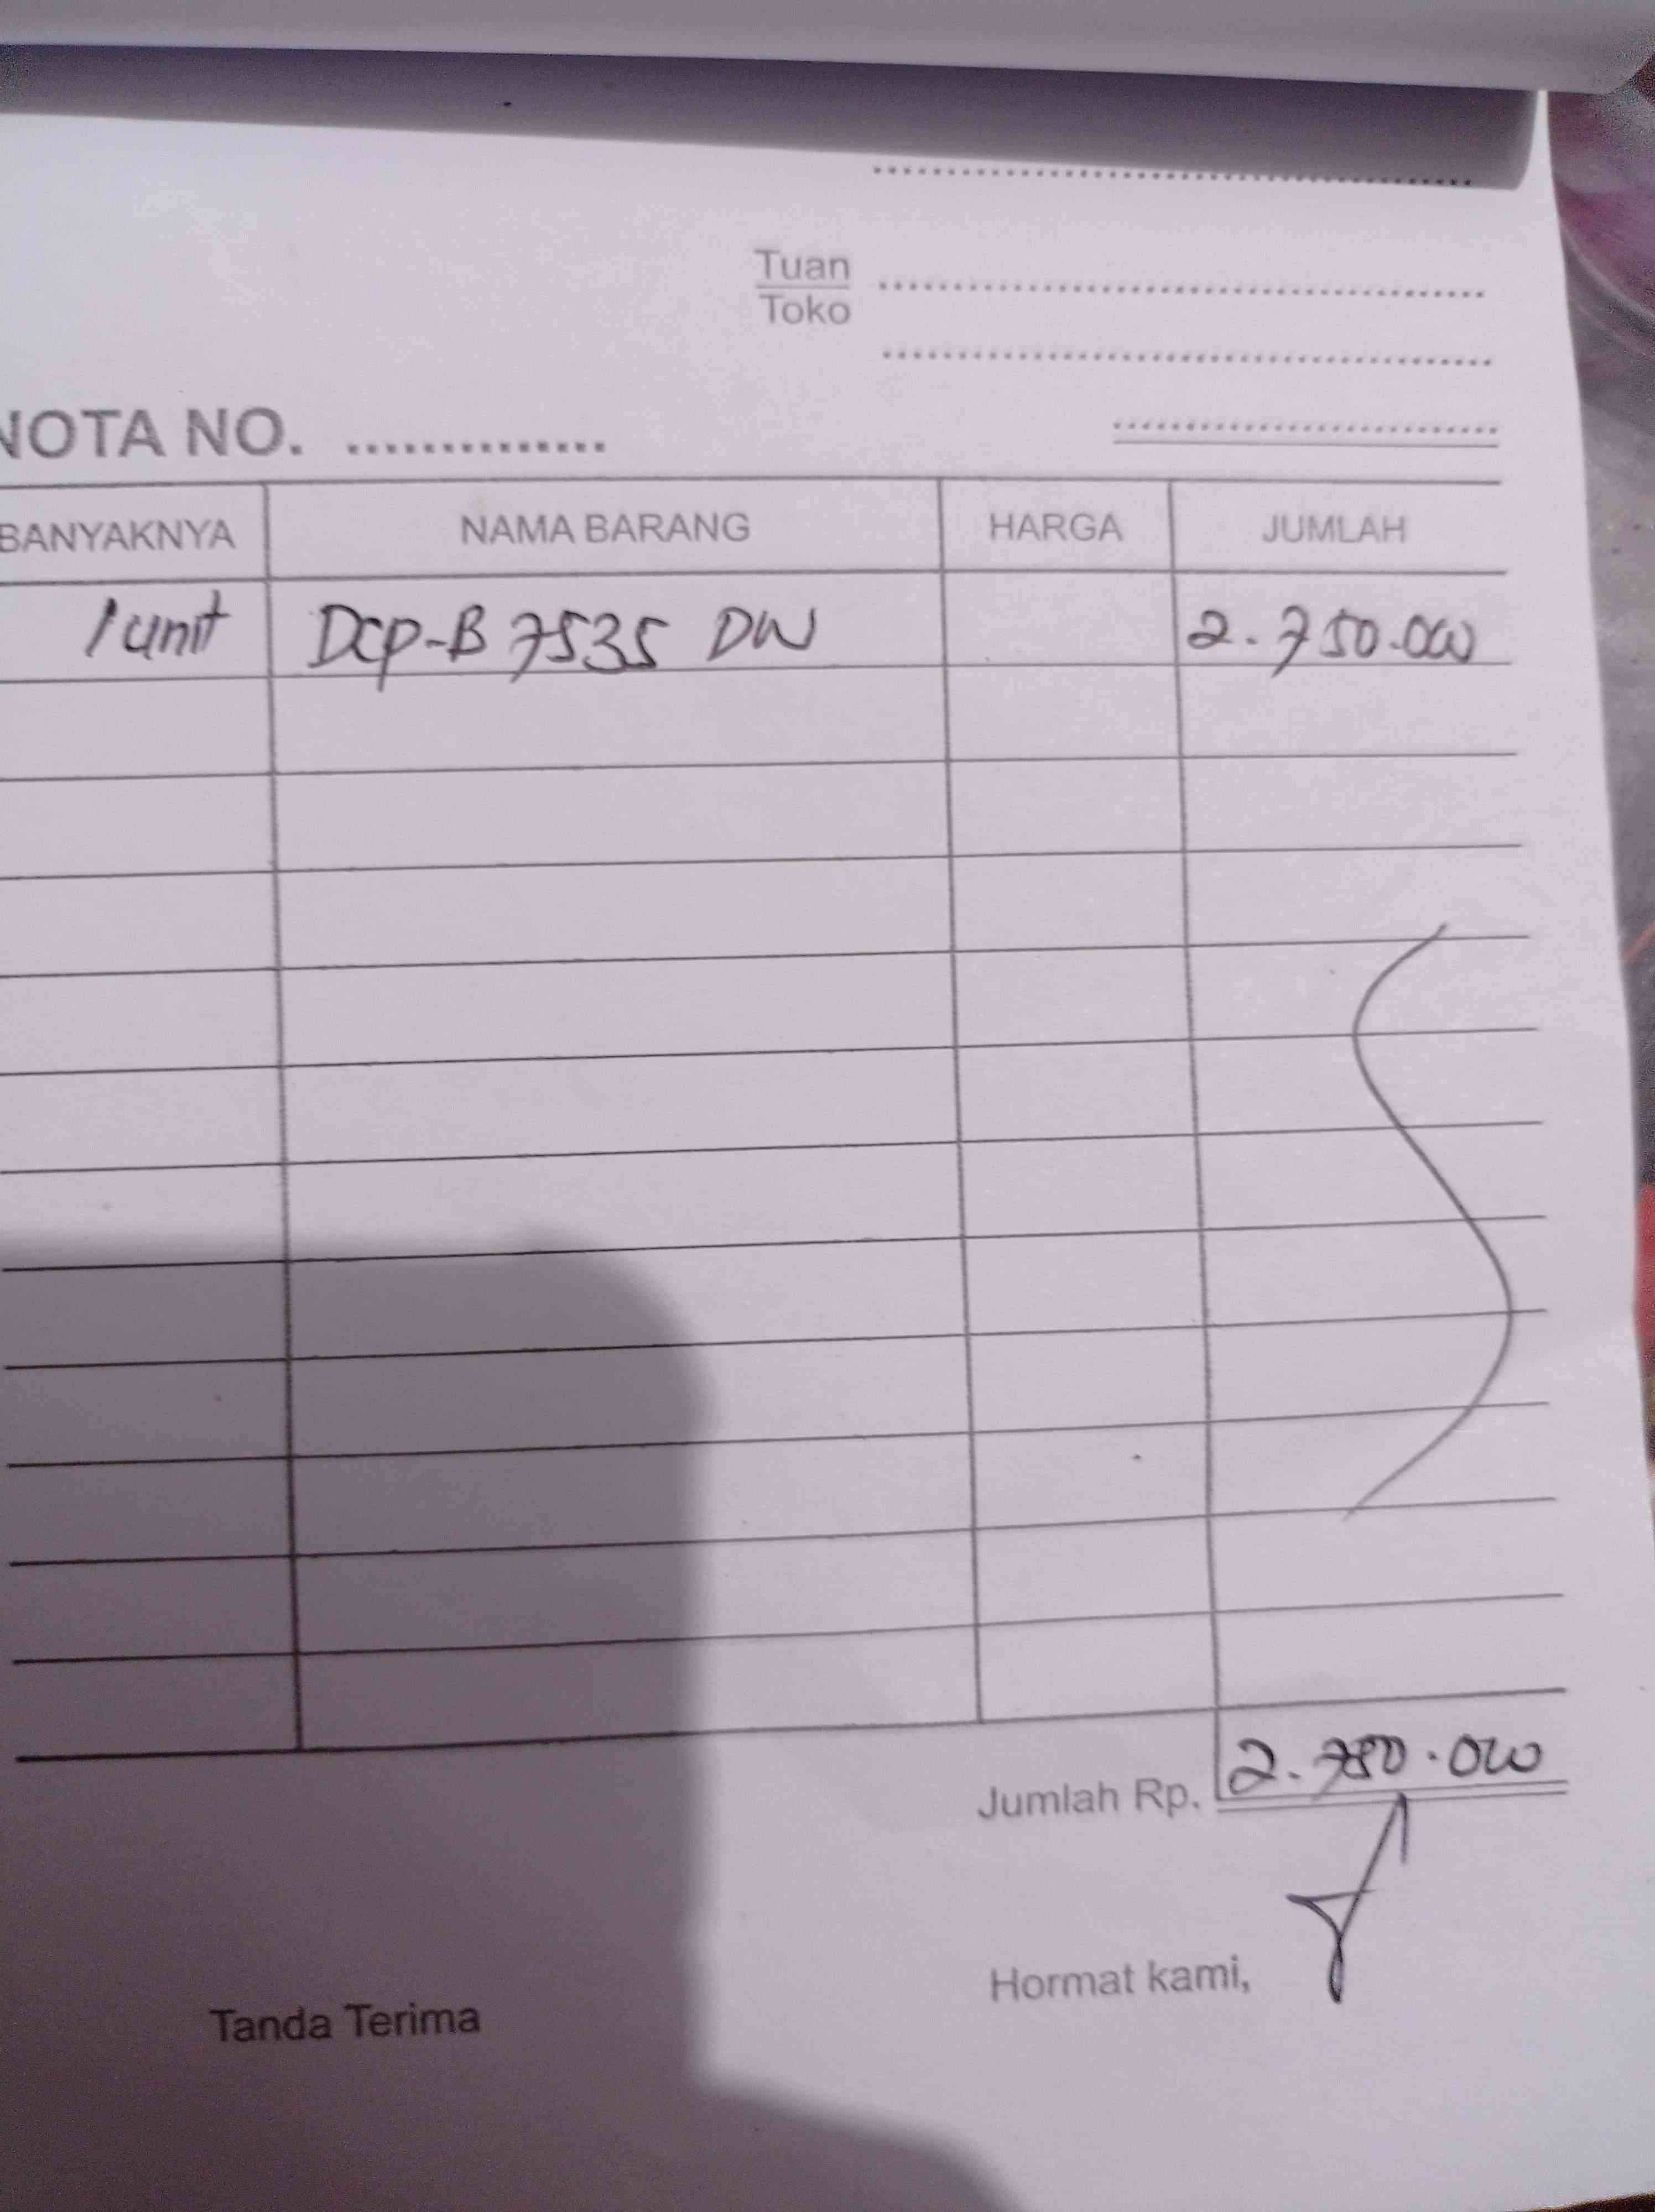 Tuan
Toko
NOTA NO. ..............
BANYAKNYA NAMA BARANG HARGA JUMLAH
1 unit DCP-B 7535 DW 2.750.000
Jumlah Rp. 2.750.000
Hormat kami,
Tanda Terima